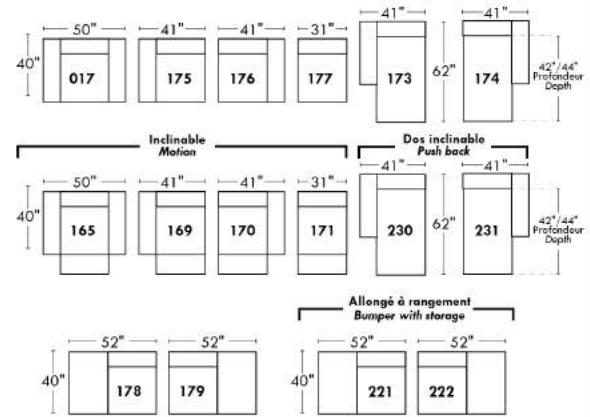 50" 41" 41" 31" 41" 41"
40" 017 175 176 177 173 62" 174 42"/44"
Profondeur
Depth
Inclinable
Motion
Dos inclinable
Push back
50" 41" 41" 31" 41" 41"
40" 165 169 170 171 230 62" 231 42"/44"
Profondeur
Depth
Allongé à rangement
Bumper with storage
52" 52" 52" 52"
40" 178 179 40" 221 222